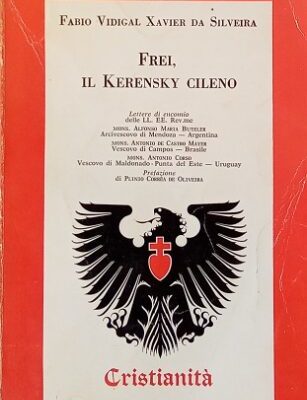 FABIO VIDIGAL XAVIER DA SILVEIRA
FREI,
IL KERENSKY CILENO
Lettere di encomio
delle LL. EE. Rev.me
MONS. ALFONSO MARIA BUTELER
Arcivescovo di Mendoza — Argentina
MONS. ANTONIO DE CASTRO MAYER
Vescovo di Campos — Brasile
MONS. ANTONIO CORSO
Vescovo di Maldonado - Punta del Este — Uruguay
Prefazione
di PLINIO CORRÊA DE OLIVEIRA
Cristianità